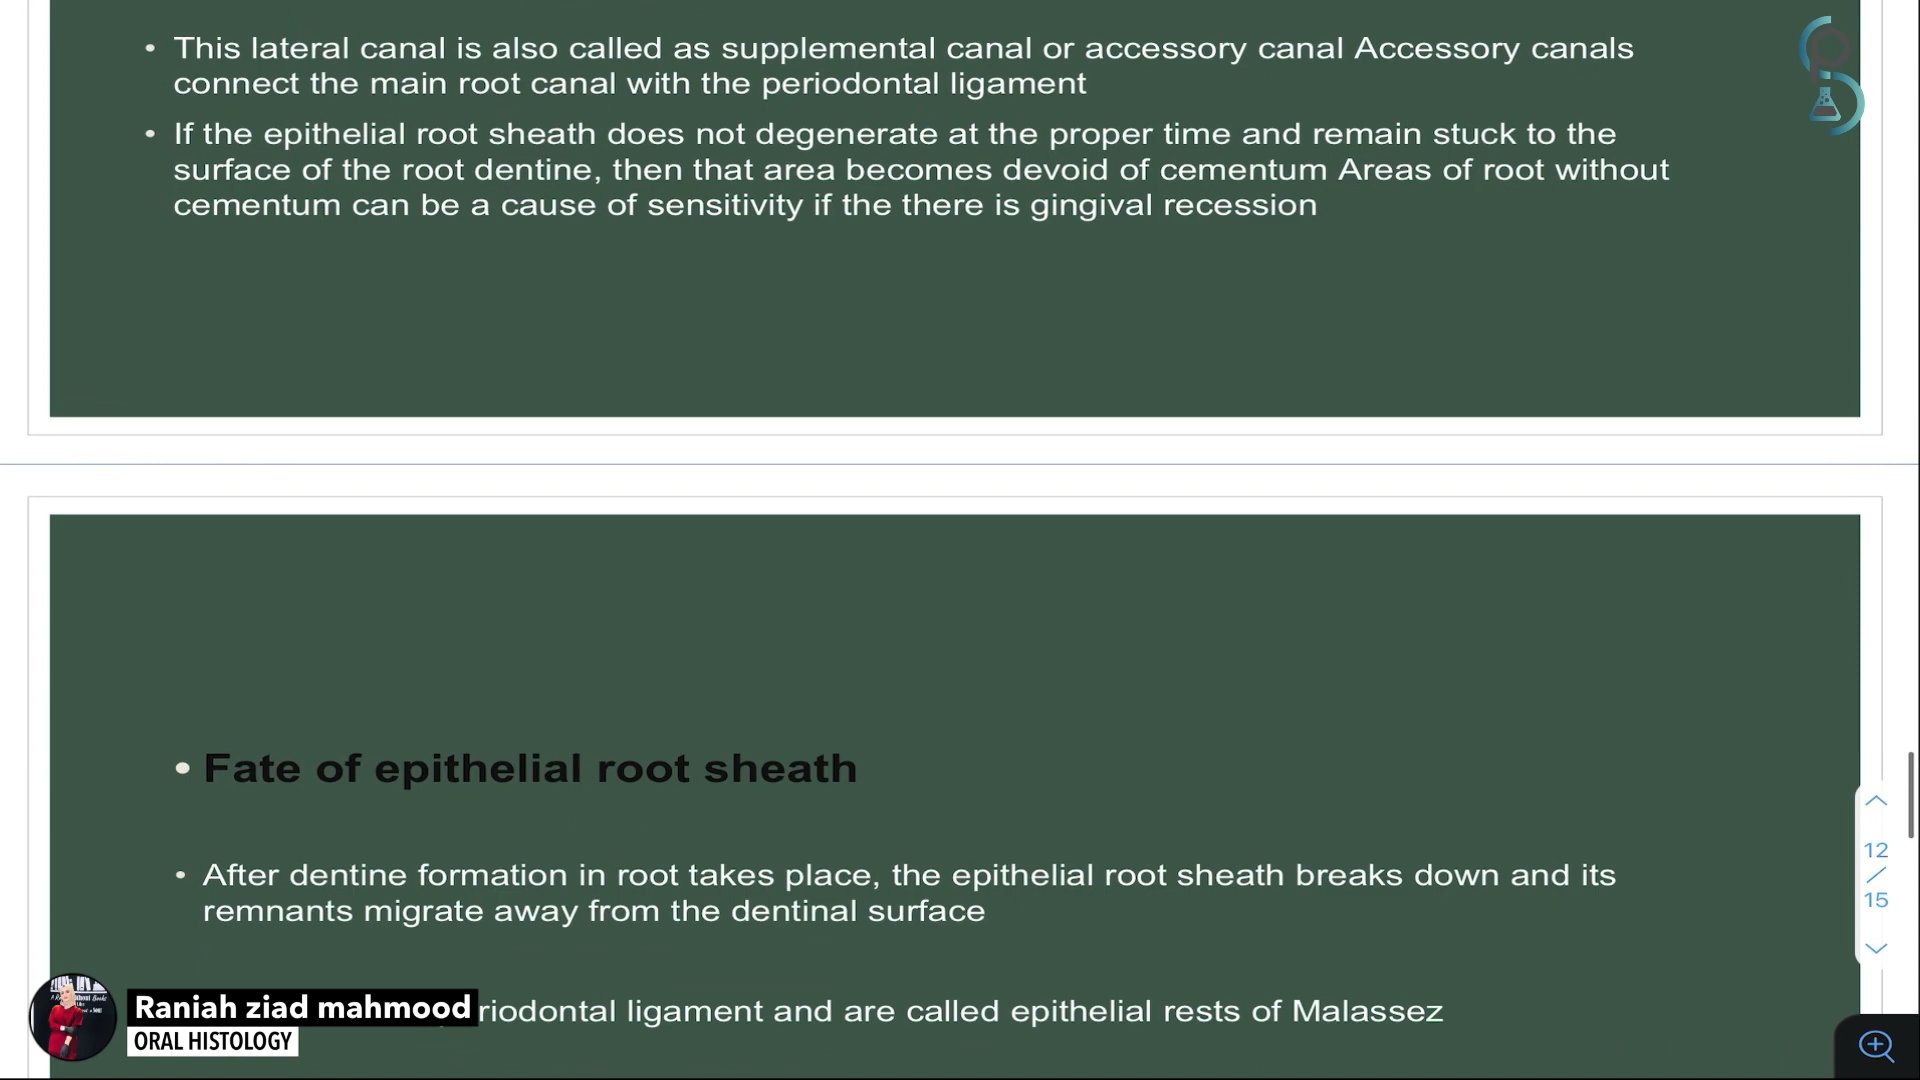 • This lateral canal is also called as supplemental canal or accessory canal Accessory canals
connect the main root canal with the periodontal ligament
• If the epithelial root sheath does not degenerate at the proper time and remain stuck to the
surface of the root dentine, then that area becomes devoid of cementum Areas of root without
cementum can be a cause of sensitivity if the there is gingival recession
• Fate of epithelial root sheath
• After dentine formation in root takes place, the epithelial root sheath breaks down and its
remnants migrate away from the dentinal surface
riodontal ligament and are called epithelial rests of Malassez
Raniah ziad mahmood
ORAL HISTOLOGY
12
/
15